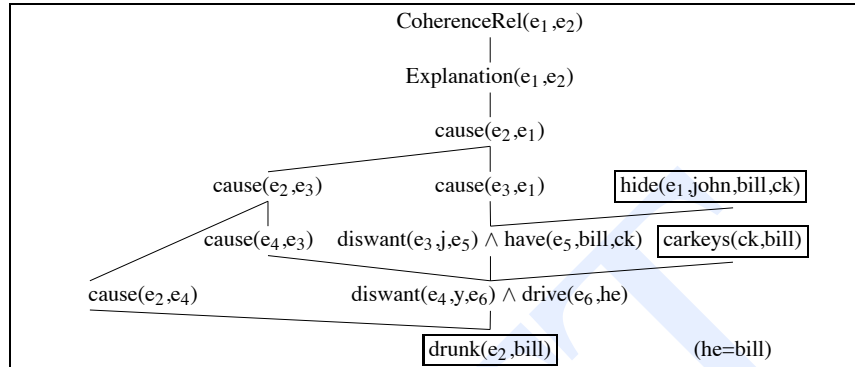 CoherenceRel(e₁,e₂)
Explanation(e₁,e₂)
cause(e₂,e₁)
cause(e₂,e₃) cause(e₃,e₁) hide(e₁,john,bill,ck)
cause(e₄,e₃) diswant(e₃,j,e₅) ∧ have(e₅,bill,ck) carkeys(ck,bill)
cause(e₂,e₄) diswant(e₄,y,e₆) ∧ drive(e₆,he)
drunk(e₂,bill) (he=bill)